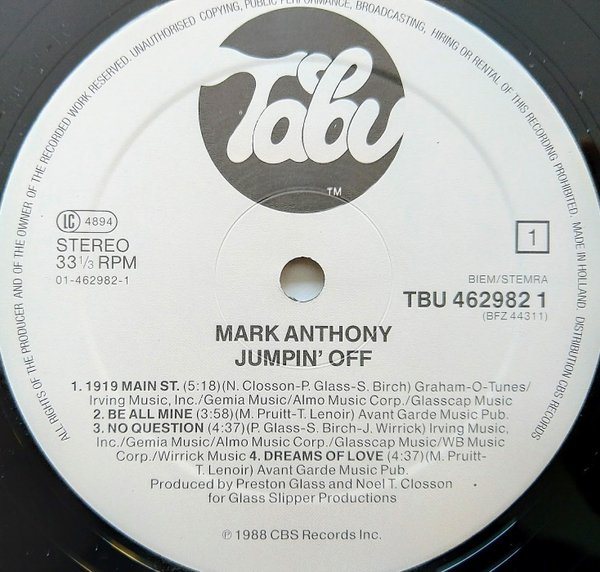 ALL RIGHTS OF THE PRODUCER AND OF THE OWNER OF THE RECORDED WORK RESERVED. UNAUTHORISED COPYING, PUBLIC PERFORMANCE, BROADCASTING, HIRING OR RENTAL OF THIS RECORDING PROHIBITED. MADE IN HOLLAND. DISTRIBUTION CBS RECORDS
Tabu
TM
LC 4894
STEREO
33 1/3 RPM
01-462982-1
1
BIEM/STEMRA
TBU 462982 1
(BFZ 44311)
MARK ANTHONY
JUMPIN' OFF
1. 1919 MAIN ST. (5:18)(N. Closson-P. Glass-S. Birch) Graham-O-Tunes/
Irving Music, Inc./Gemia Music/Almo Music Corp./Glasscap Music
2. BE ALL MINE (3:58)(M. Pruitt-T. Lenoir) Avant Garde Music Pub.
3. NO QUESTION (4:37)(P. Glass-S. Birch-J. Wirrick) Irving Music,
Inc./Gemia Music/Almo Music Corp./Glasscap Music/WB Music
Corp./Wirrick Music 4. DREAMS OF LOVE (4:37)(M. Pruitt-
T. Lenoir) Avant Garde Music Pub.
Produced by Preston Glass and Noel T. Closson
for Glass Slipper Productions
℗ 1988 CBS Records Inc.